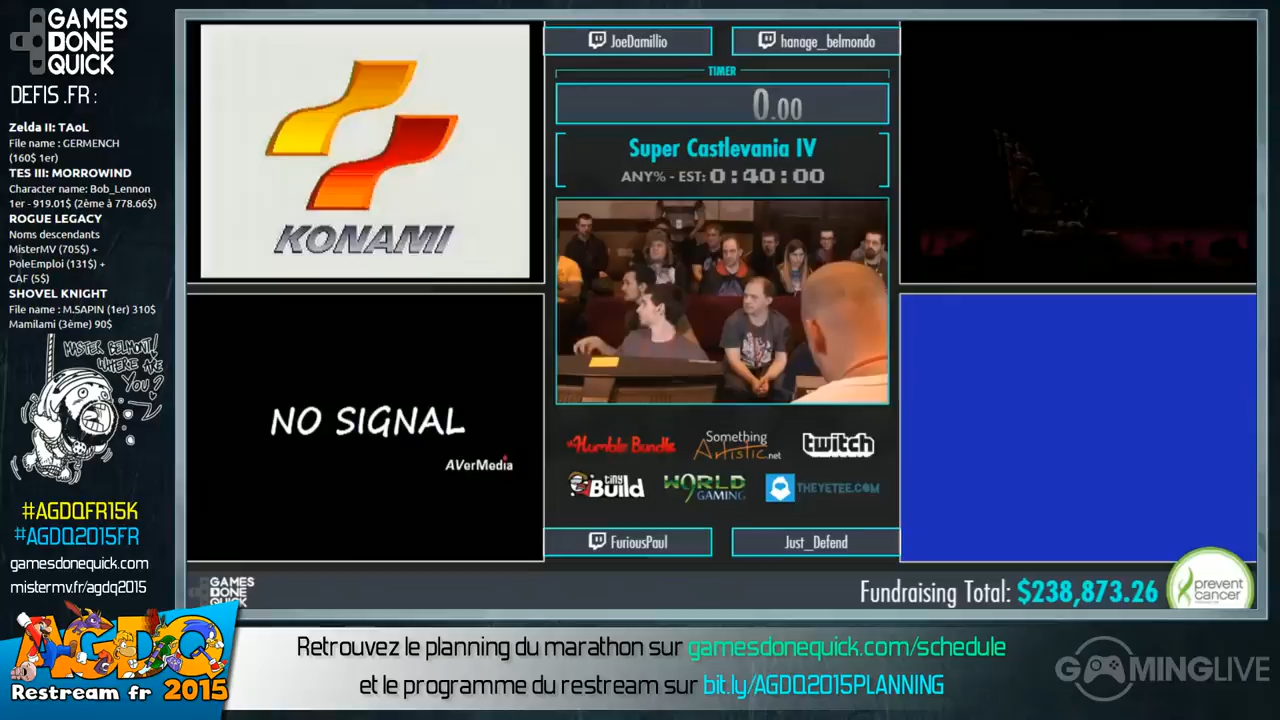 GAMES
DONE
QUICK
DEFIS .FR :
Zelda II: TAoL
File name : GERMENCH
(160$ 1er)
TES III: MORROWIND
Character name: Bob_Lennon
1er - 919.01$ (2ème à 778.66$)
ROGUE LEGACY
Noms descendants
MisterMV (705$) +
PoleEmploi (131$) +
CAF (5$)
SHOVEL KNIGHT
File name : M.SAPIN (1er) 310$
Mamilami (3ème) 90$
MASTER BELMONT!
WHERE ARE
YOU?
#AGDQFR15K
#AGDQ2015FR
gamesdonequick.com
mistermv.fr/agdq2015
AGDQ
Restream fr 2015
KONAMI
NO SIGNAL
AVerMedia
JoeDamillio
hanage_belmondo
TIMER
0.00
Super Castlevania IV
ANY% - EST: 0:40:00
Humble Bundle
Something
Artistic.net
twitch
tiny
Build
WORLD
GAMING
THEYETEE.COM
FuriousPaul
Just_Defend
GAMES
DONE
QUICK
Fundraising Total: $238,873.26
prevent
cancer
Retrouvez le planning du marathon sur gamesdonequick.com/schedule
et le programme du restream sur bit.ly/AGDQ2015PLANNING
GAMINGLIVE